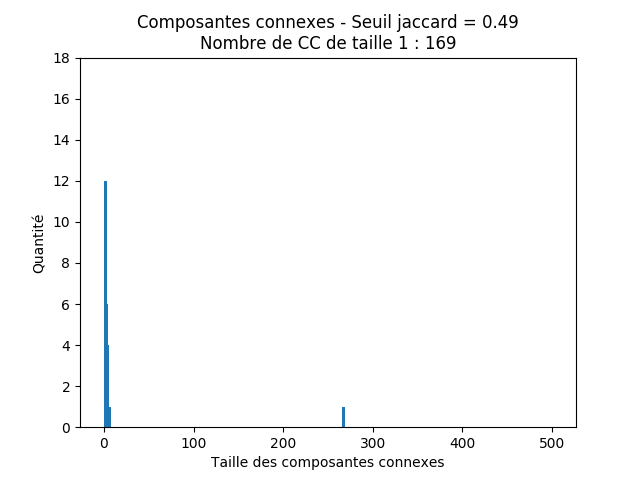 Composantes connexes - Seuil jaccard = 0.49
Nombre de CC de taille 1 : 169
18
16
14
12
10
8
6
4
2
0
Quantité
0 100 200 300 400 500
Taille des composantes connexes